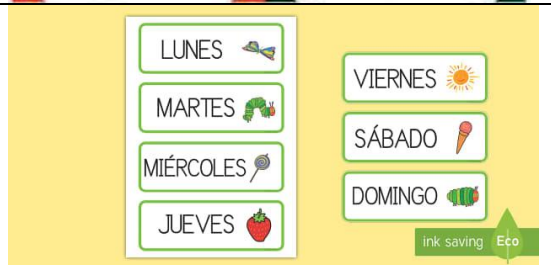 LUNES
MARTES
MIÉRCOLES
JUEVES
VIERNES
SÁBADO
DOMINGO
ink saving Eco